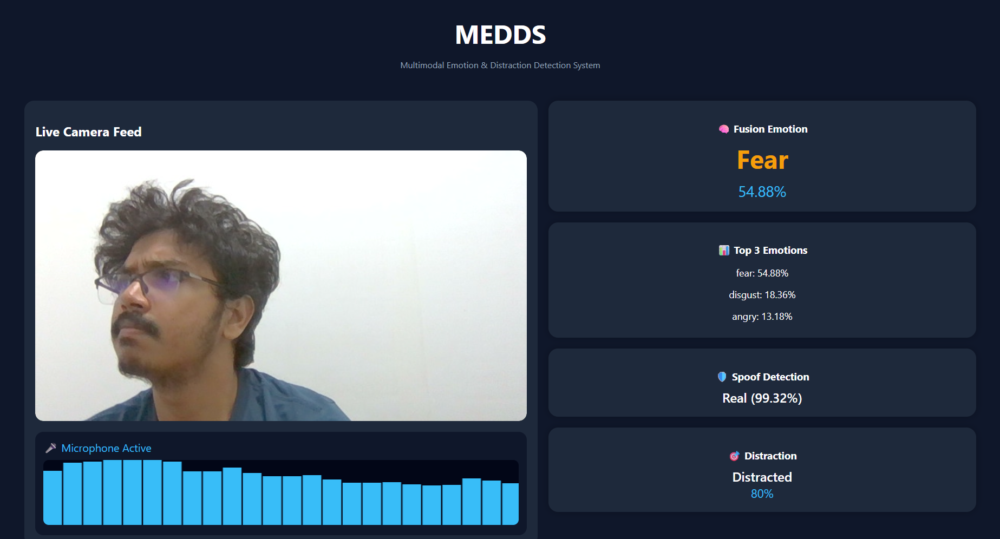 MEDDS
Multimodal Emotion & Distraction Detection System
Live Camera Feed
Microphone Active
Fusion Emotion
Fear
54.88%
Top 3 Emotions
fear: 54.88%
disgust: 18.36%
angry: 13.18%
Spoof Detection
Real (99.32%)
Distraction
Distracted
80%